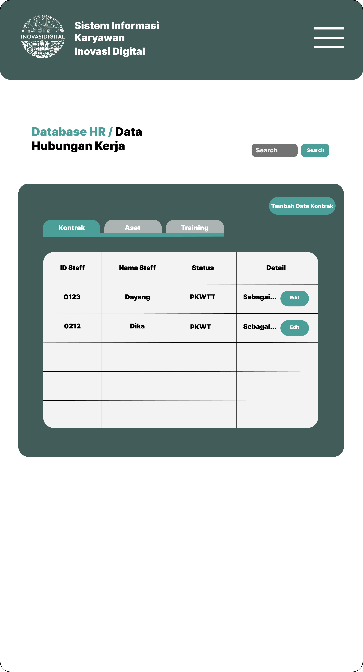 INOVASIDIGITAL
Sistem Informasi
Karyawan
Inovasi Digital
Database HR / Data
Hubungan Kerja
Search
Search
Tambah Data Kontrak
Kontrak
Aset
Training
ID Staff Nama Staff Status Detail
0123 Dayang PKWTT Sebagai... Edit
0212 Dika PKWT Sebagai... Edit